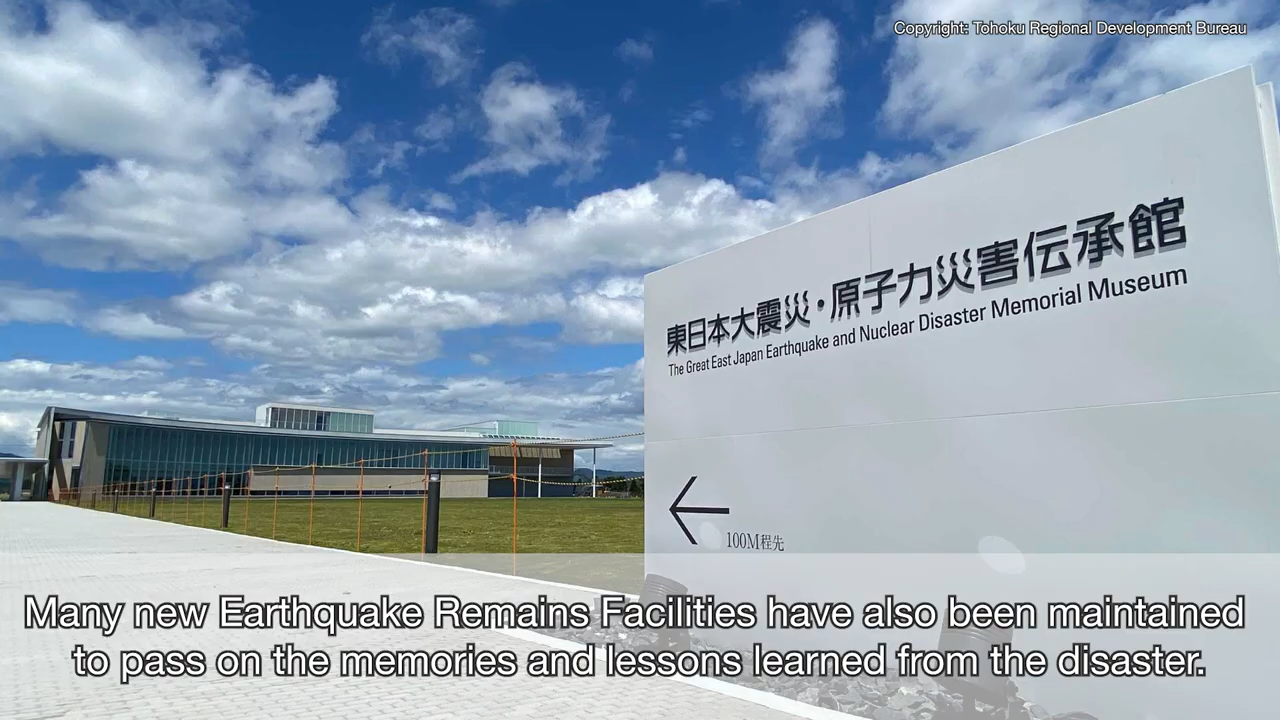 Copyright: Tohoku Regional Development Bureau
東日本大震災・原子力災害伝承館
The Great East Japan Earthquake and Nuclear Disaster Memorial Museum
100M程先
Many new Earthquake Remains Facilities have also been maintained
to pass on the memories and lessons learned from the disaster.